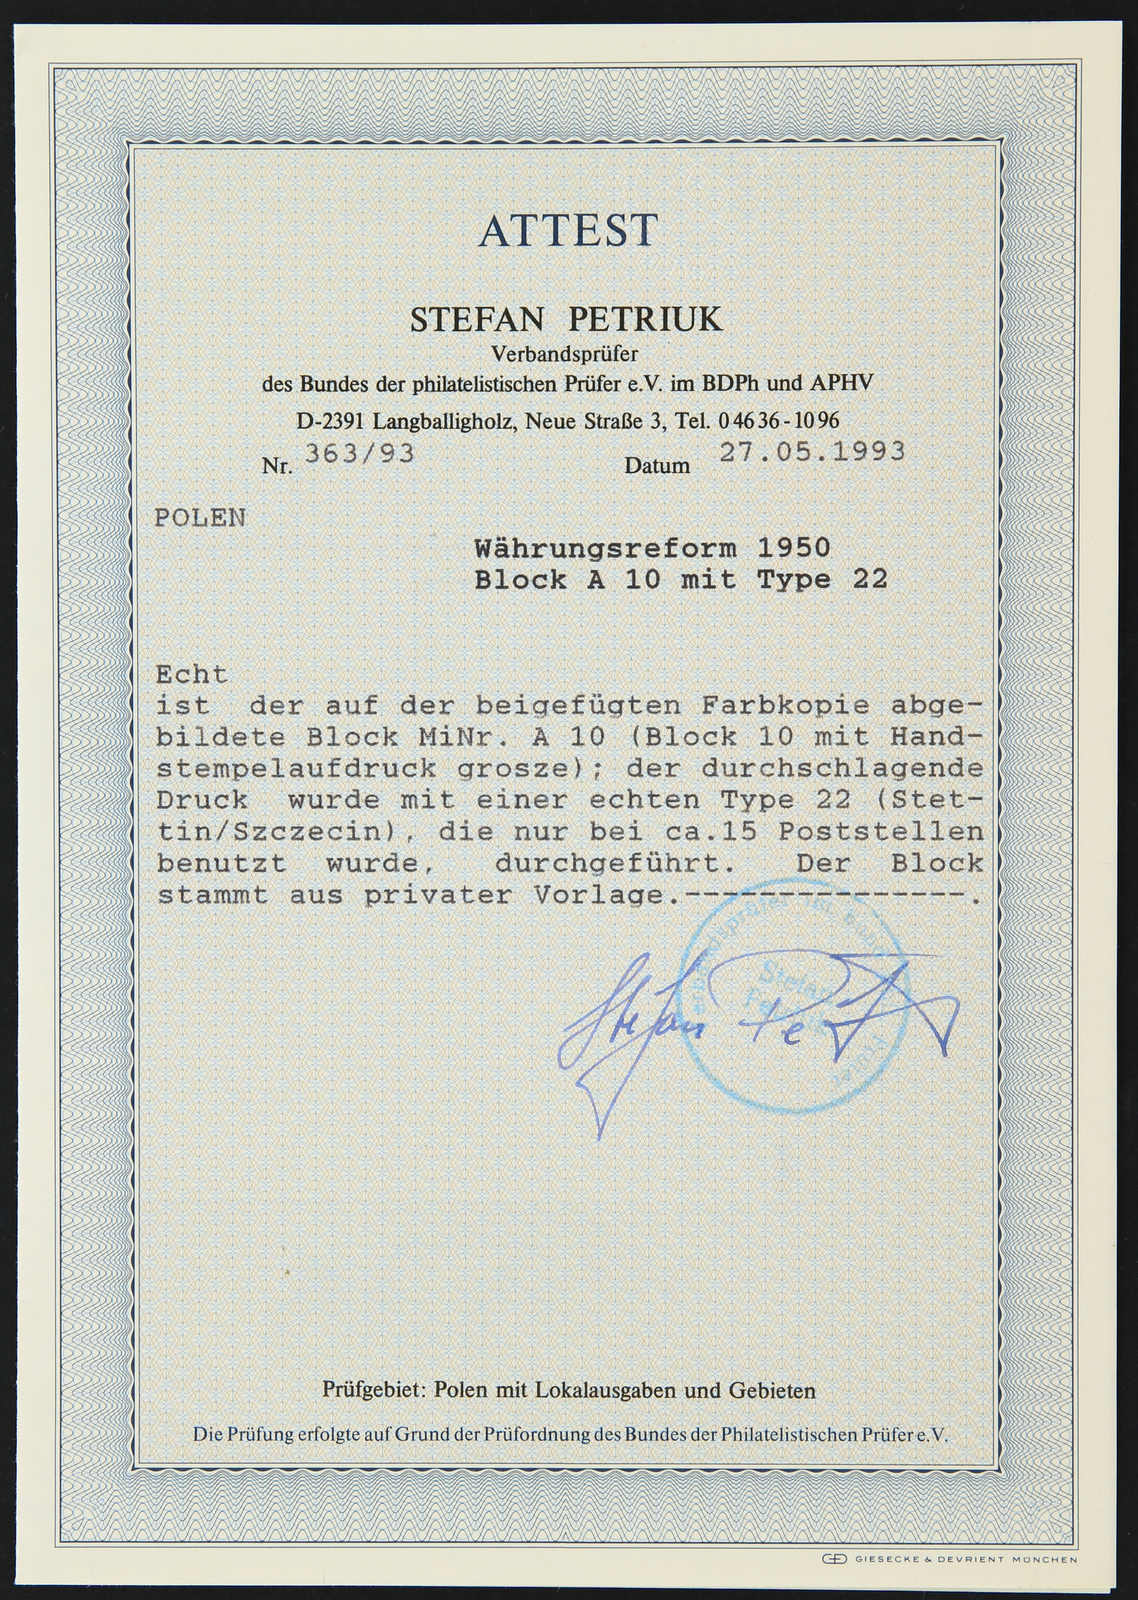 ATTEST
STEFAN PETRIUK
Verbandsprüfer
des Bundes der philatelistischen Prüfer e.V. im BDPh und APHV
D-2391 Langballigholz, Neue Straße 3, Tel. 04636-1096
Nr. 363/93 Datum 27.05.1993
POLEN
Währungsreform 1950
Block A 10 mit Type 22
Echt
ist der auf der beigefügten Farbkopie abge-
bildete Block MiNr. A 10 (Block 10 mit Hand-
stempelaufdruck grosze); der durchschlagende
Druck wurde mit einer echten Type 22 (Stet-
tin/Szczecin), die nur bei ca.15 Poststellen
benutzt wurde, durchgeführt. Der Block
stammt aus privater Vorlage.---------------.
Stefan
Prüfgebiet: Polen mit Lokalausgaben und Gebieten
Die Prüfung erfolgte auf Grund der Prüfordnung des Bundes der Philatelistischen Prüfer e.V.
GIESECKE & DEVRIENT MÜNCHEN